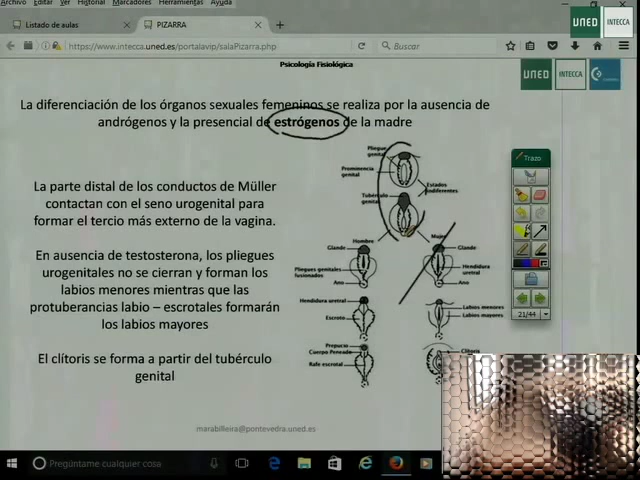 Archivo Editar Ver Historial Marcadores Herramientas Ayuda
Listado de aulas
PIZARRA
https://www.intecca.uned.es/portalavip/salaPizarra.php
Buscar
UNED INTECCA
Psicología Fisiológica
UNED INTECCA
La diferenciación de los órganos sexuales femeninos se realiza por la ausencia de
andrógenos y la presencial de estrógenos de la madre
La parte distal de los conductos de Müller
contactan con el seno urogenital para
formar el tercio más externo de la vagina.
En ausencia de testosterona, los pliegues
urogenitales no se cierran y forman los
labios menores mientras que las
protuberancias labio – escrotales formarán
los labios mayores
El clítoris se forma a partir del tubérculo
genital
Pliegue
genital
Prominencia
genital
Tubérculo
genital
Estados
indiferentes
Hombre
Mujer
Glande
Glande
Pliegues genitales
fusionados
Hendidura
uretral
Ano
Ano
Hendidura uretral
Escroto
Labios menores
Labios mayores
Prepucio
Cuerpo Peneado
Rafe escrotal
Clítoris
Trazo
21/44
marabilleira@pontevedra.uned.es
Pregúntame cualquier cosa